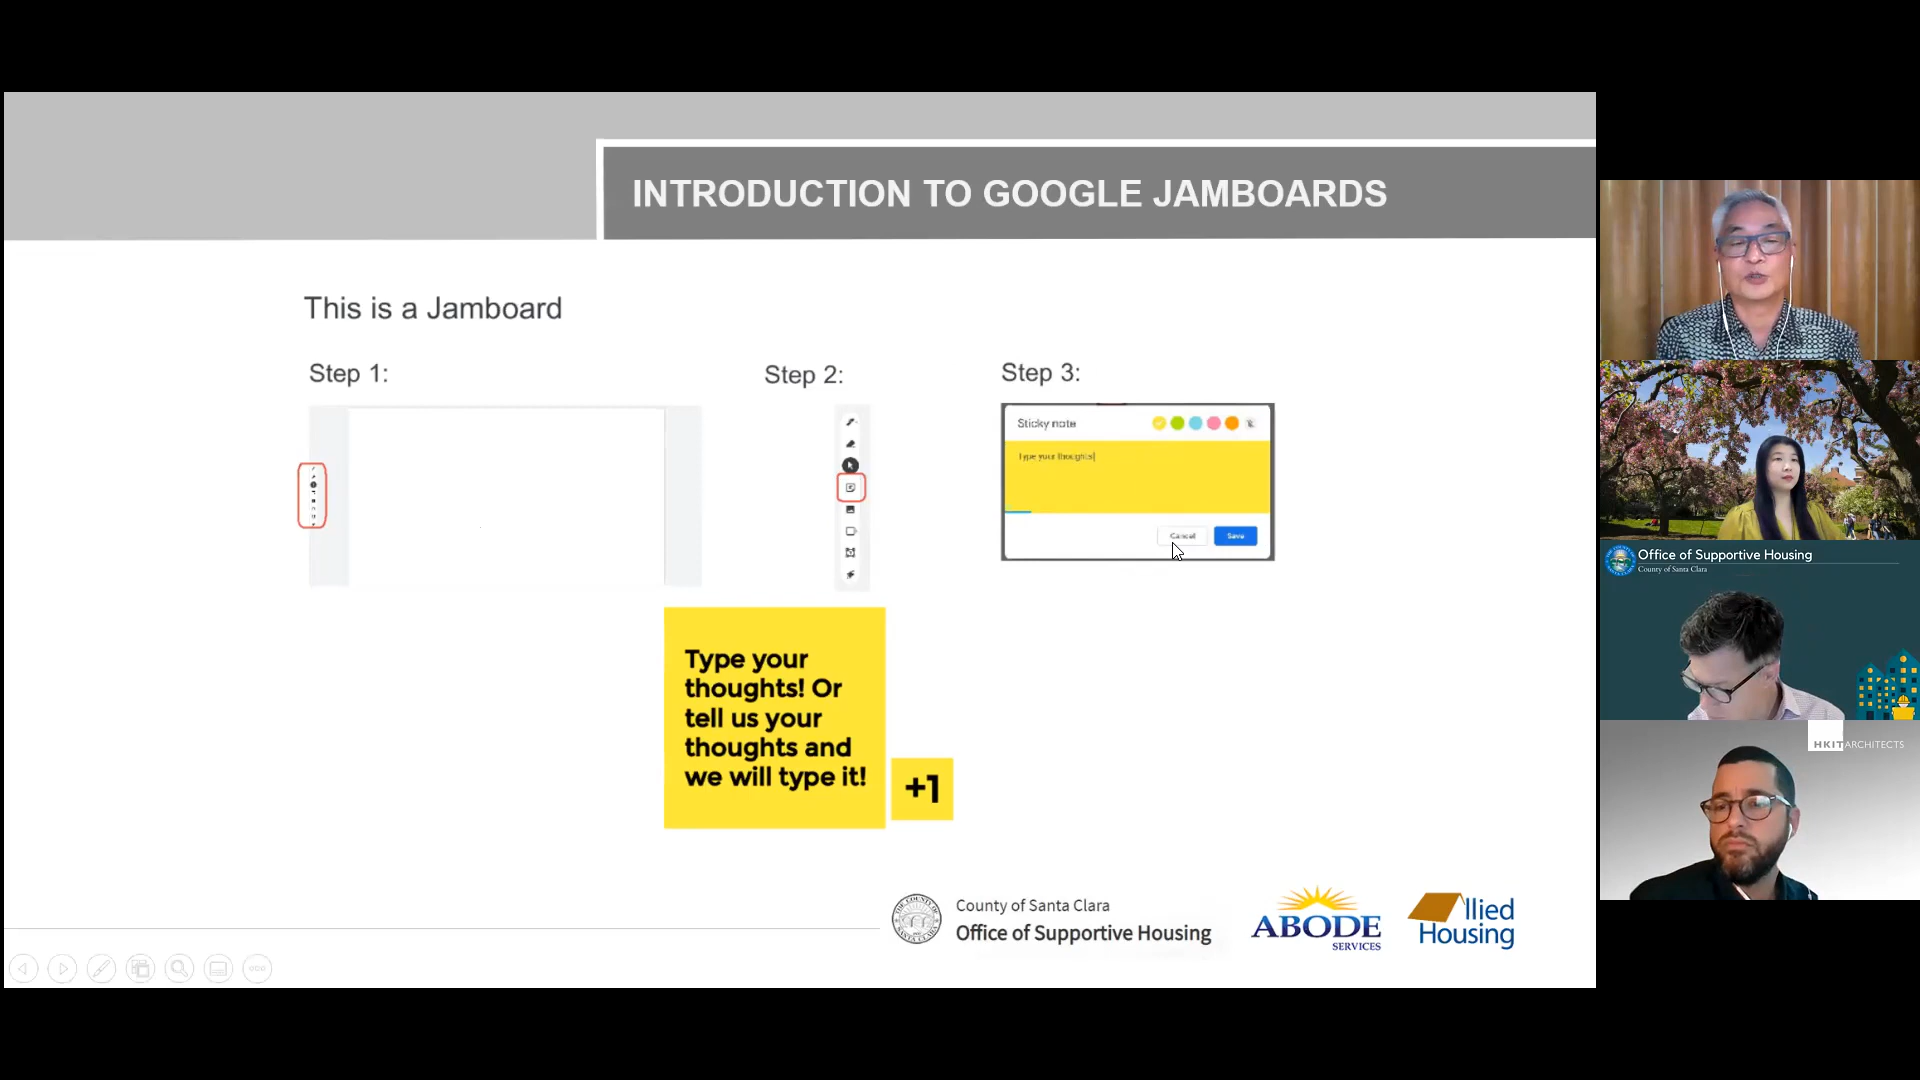 INTRODUCTION TO GOOGLE JAMBOARDS
This is a Jamboard
Step 1:
Step 2:
Step 3:
Sticky note
Type your thoughts
Cancel
Save
Type your
thoughts! Or
tell us your
thoughts and
we will type it!
+1
County of Santa Clara
Office of Supportive Housing
ABODE
SERVICES
Allied
Housing
Office of Supportive Housing
County of Santa Clara
HKIT ARCHITECTS